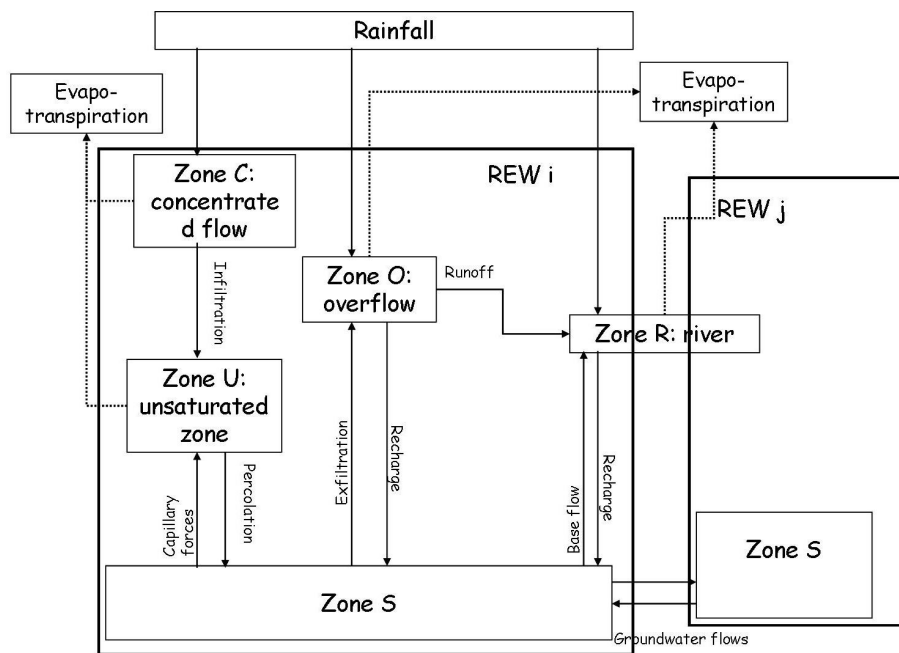 Rainfall
Evapo-
transpiration
Evapo-
transpiration
Zone C:
concentrate
d flow
REW i
REW j
Infiltration
Zone O:
overflow
Runoff
Zone R: river
Zone U:
unsaturated
zone
Capillary
forces
Percolation
Exfiltration
Recharge
Base flow
Recharge
Zone S
Zone S
Groundwater flows